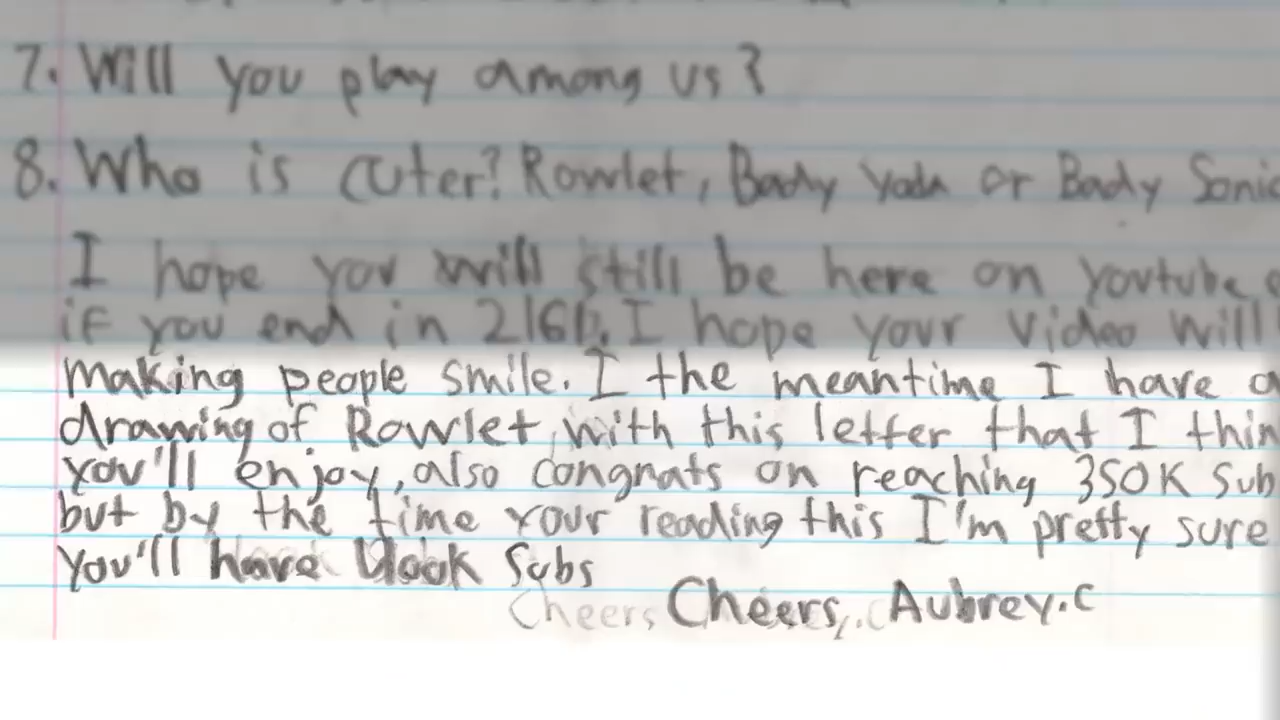 7. Will you play among us?
8. Who is cuter? Rowlet, Bady Yoda or Bady Sonic
I hope you will still be here on youtube
if you end in I hope your video will
making people smile. I the meantime I have a
drawing of Rowlet, with this letter that I thin
you'll enjoy, also congrats on reaching 350K Sub
but by the time your reading this I'm pretty sure
you'll have 400K Subs
Cheers Cheers, Aubrey.c